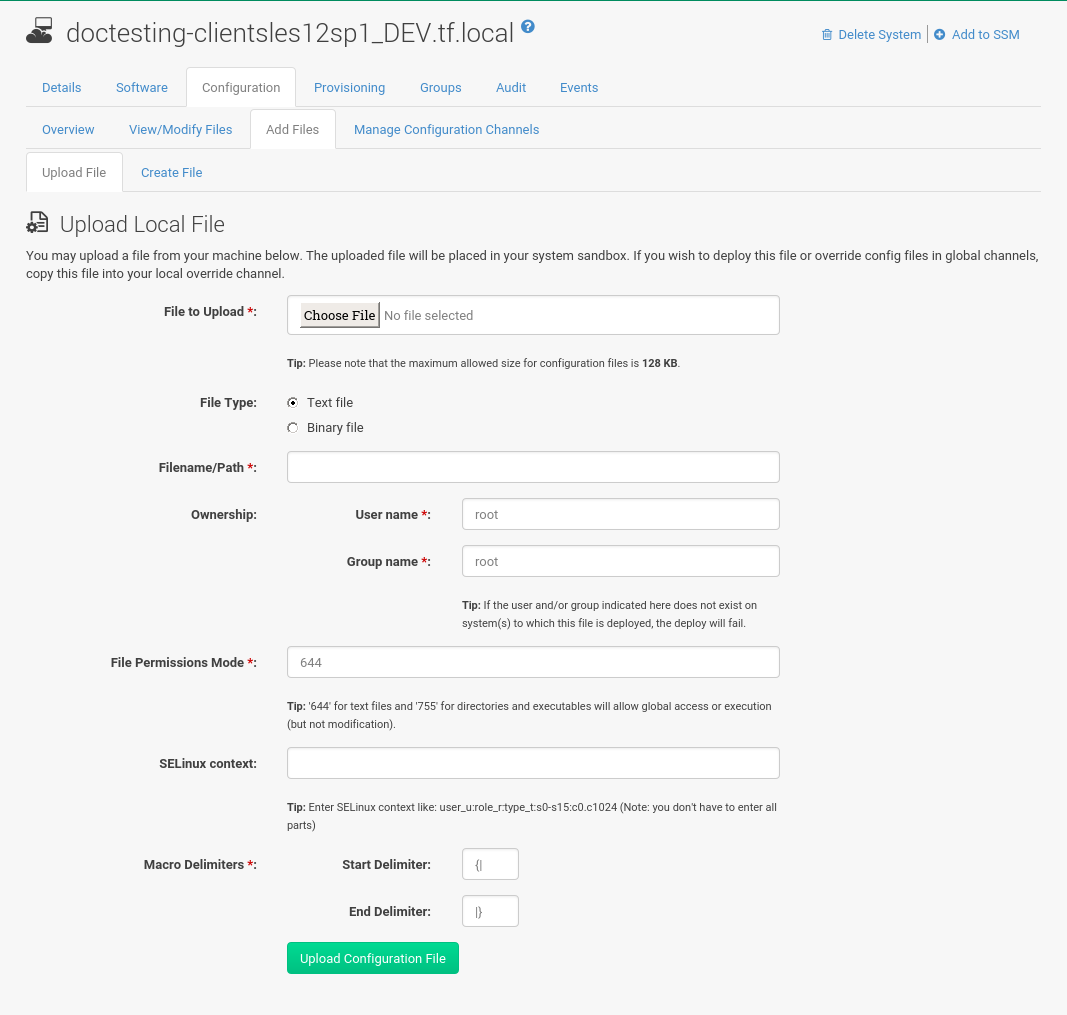 doctesting-clientsles12sp1_DEV.tf.local ?
Delete System | Add to SSM
Details Software Configuration Provisioning Groups Audit Events
Overview View/Modify Files Add Files Manage Configuration Channels
Upload File Create File
Upload Local File
You may upload a file from your machine below. The uploaded file will be placed in your system sandbox. If you wish to deploy this file or override config files in global channels,
copy this file into your local override channel.
File to Upload *: Choose File No file selected
Tip: Please note that the maximum allowed size for configuration files is 128 KB.
File Type: Text file
Binary file
Filename/Path *:
Ownership: User name *: root
Group name *: root
Tip: If the user and/or group indicated here does not exist on
system(s) to which this file is deployed, the deploy will fail.
File Permissions Mode *: 644
Tip: '644' for text files and '755' for directories and executables will allow global access or execution
(but not modification).
SELinux context:
Tip: Enter SELinux context like: user_u:role_r:type_t:s0-s15:c0.c1024 (Note: you don't have to enter all
parts)
Macro Delimiters *: Start Delimiter: {|
End Delimiter: |}
Upload Configuration File